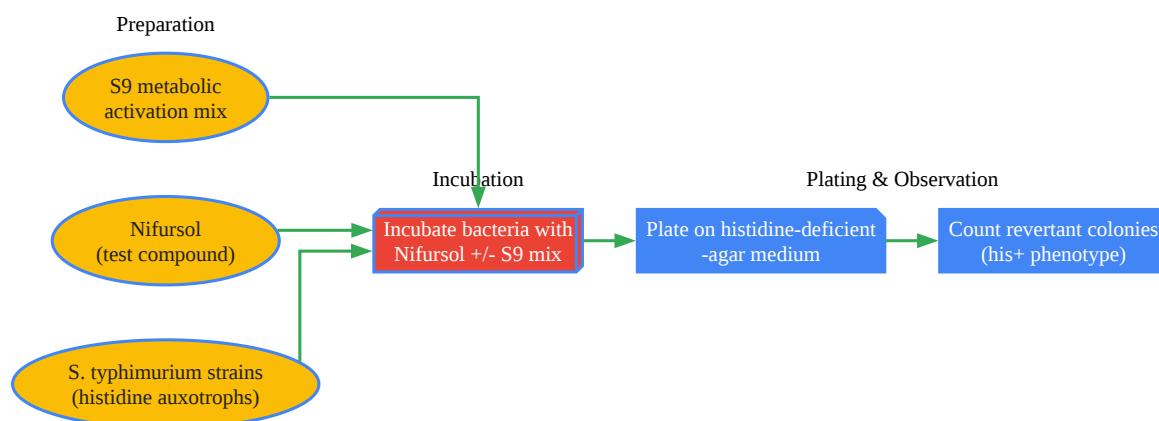 Preparation
S9 metabolic
activation mix
Incubation
Plating & Observation
Nifursol
(test compound)
Incubate bacteria with
Nifursol +/- S9 mix
Plate on histidine-deficient
-agar medium
Count revertant colonies
(his+ phenotype)
S. typhimurium strains
(histidine auxotrophs)